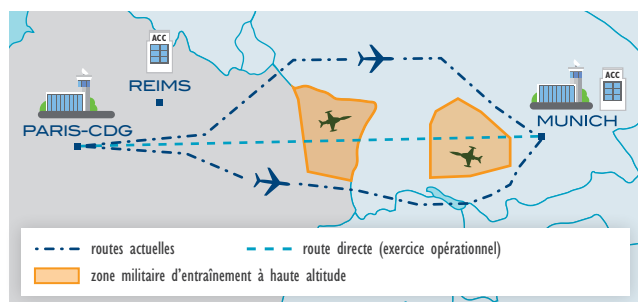 ACC
REIMS
PARIS-CDG
ACC
MUNICH
routes actuelles
route directe (exercice opérationnel)
zone militaire d'entraînement à haute altitude